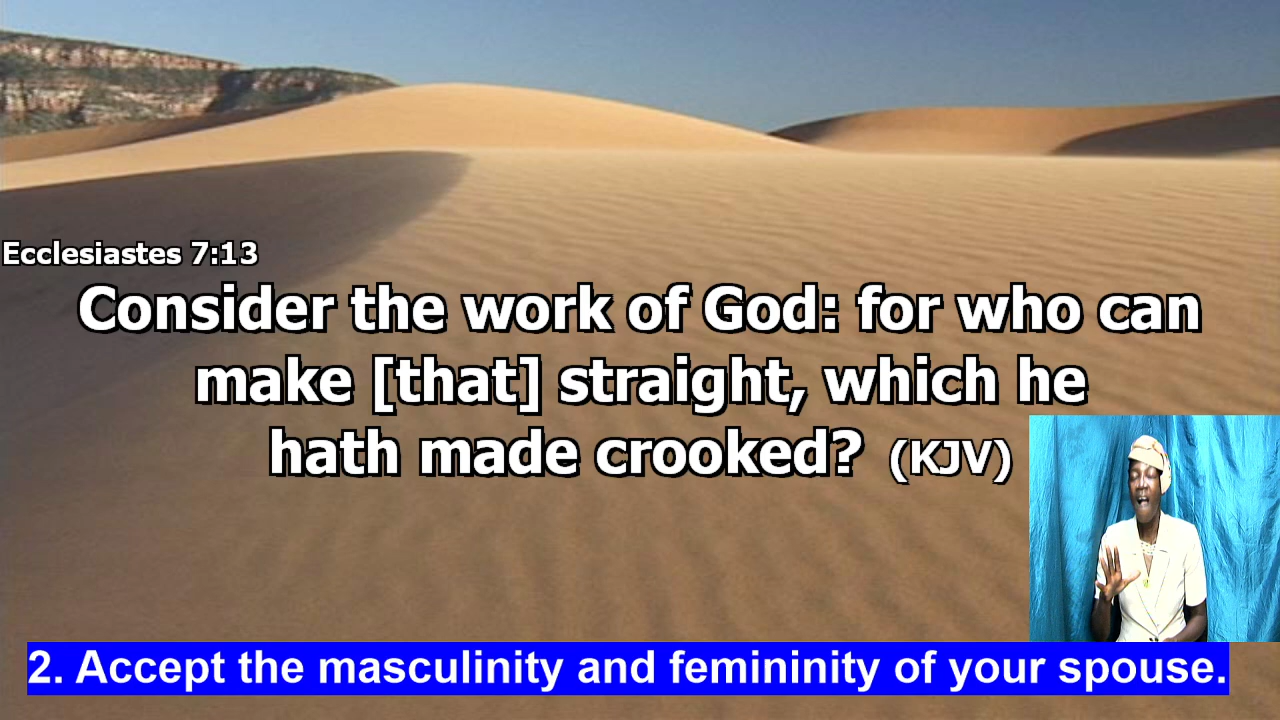 Ecclesiastes 7:13
Consider the work of God: for who can
make [that] straight, which he
hath made crooked? (KJV)
2. Accept the masculinity and femininity of your spouse.